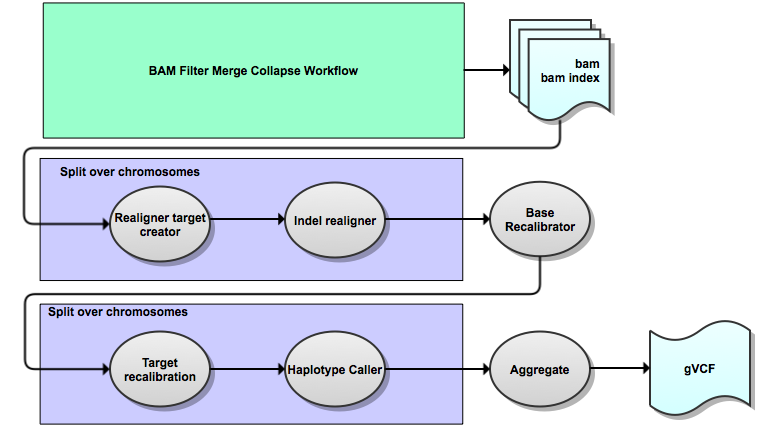 BAM Filter Merge Collapse Workflow
bam
bam index
Split over chromosomes
Realigner target
creator
Indel realigner
Base
Recalibrator
Split over chromosomes
Target
recalibration
Haplotype Caller
Aggregate
gVCF